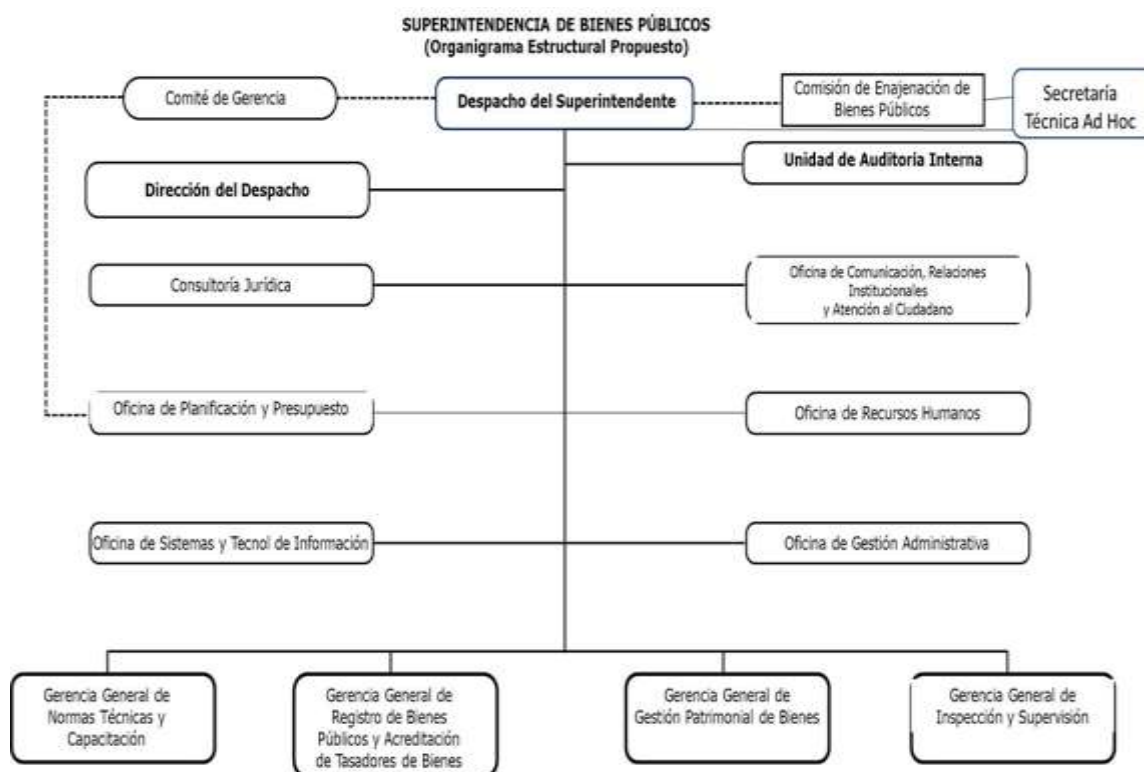 SUPERINTENDENCIA DE BIENES PÚBLICOS
(Organigrama Estructural Propuesto)
Comité de Gerencia
Despacho del Superintendente
Comisión de Enajenación de
Bienes Públicos
Secretaría
Técnica Ad Hoc
Unidad de Auditoria Interna
Dirección del Despacho
Consultoría Jurídica
Oficina de Comunicación, Relaciones
Institucionales
y Atención al Ciudadano
Oficina de Planificación y Presupuesto
Oficina de Recursos Humanos
Oficina de Sistemas y Tecnol de Información
Oficina de Gestión Administrativa
Gerencia General de
Normas Técnicas y
Capacitación
Gerencia General de
Registro de Bienes
Públicos y Acreditación
de Tasadores de Bienes
Gerencia General de
Gestión Patrimonial de Bienes
Gerencia General de
Inspección y Supervisión